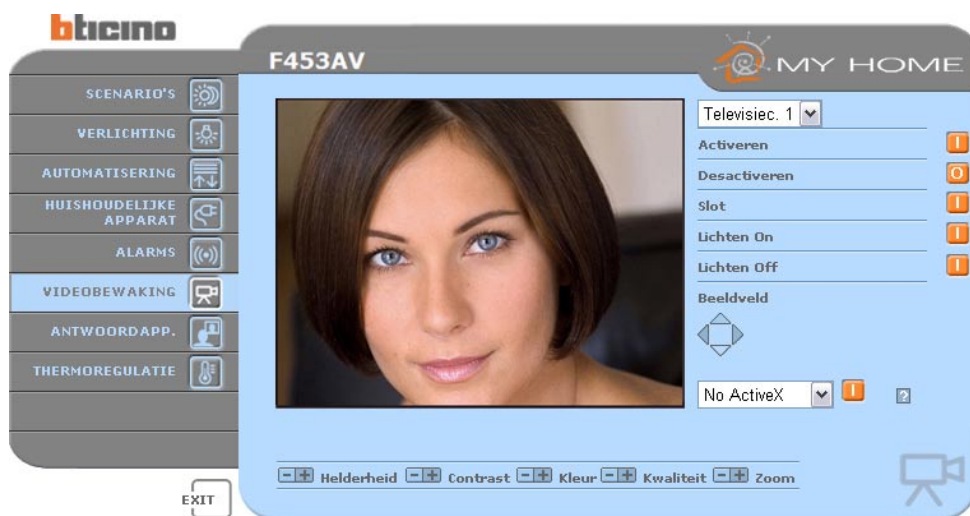 bticino
F453AV
MY HOME
SCENARIO'S
VERLICHTING
AUTOMATISERING
HUISHOUDELIJKE
APPARAT
ALARMS
VIDEOBEWAKING
ANTWOORDAPP.
THERMOREGULATIE
EXIT
Televisiec. 1
Activeren I
Desactiveren O
Slot I
Lichten On I
Lichten Off I
Beeldveld
No ActiveX I ?
- + Helderheid - + Contrast - + Kleur - + Kwaliteit - + Zoom